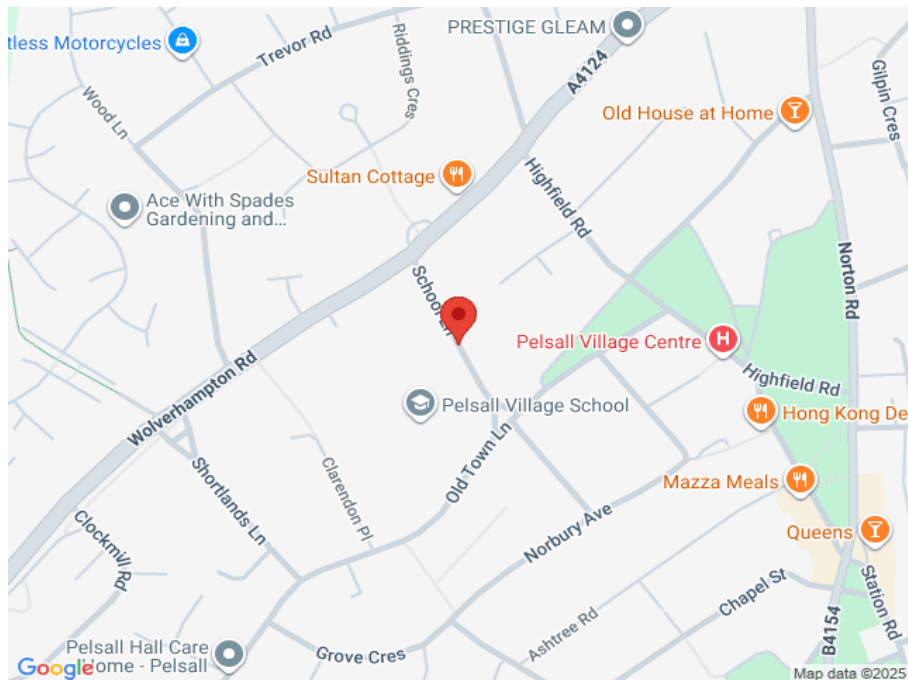 PRESTIGE GLEAM
tless Motorcycles
Trevor Rd
Riddings Cres
A4124
Gilpin Cres
Wood Ln
Old House at Home
Sultan Cottage
Highfield Rd
Ace With Spades
Gardening and...
School Ln
Norton Rd
Pelsall Village Centre
Wolverhampton Rd
Highfield Rd
Pelsall Village School
Hong Kong De
Old Town Ln
Shortlands Ln
Clarendon Pl
Mazza Meals
Norbury Ave
Queens
Clockmill Rd
Station Rd
Chapel St
Ashtree Rd
B4154
Grove Cres
Pelsall Hall Care
Home - Pelsall
Google
Map data ©2025